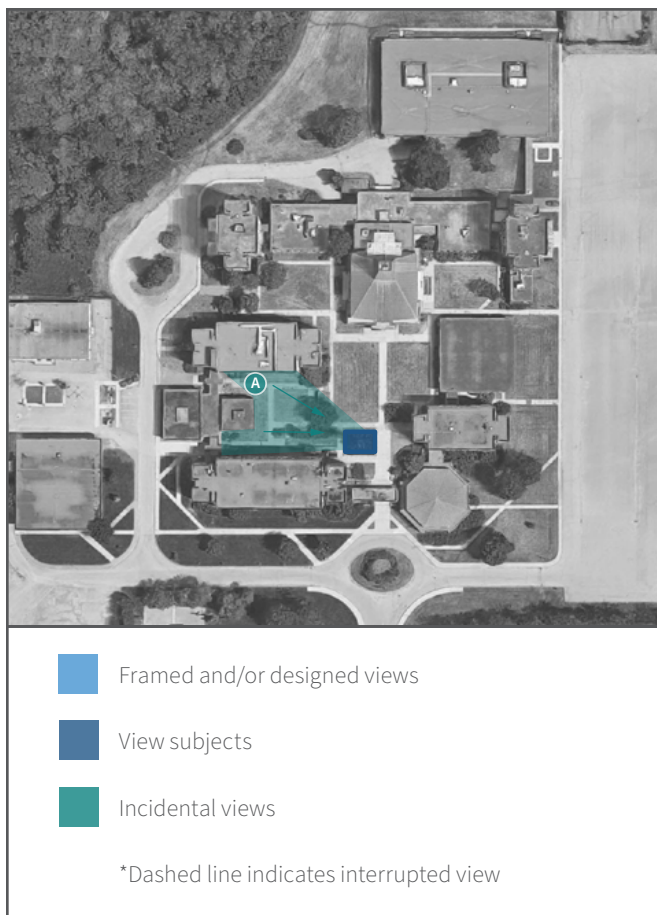 A
Framed and/or designed views
View subjects
Incidental views
*Dashed line indicates interrupted view